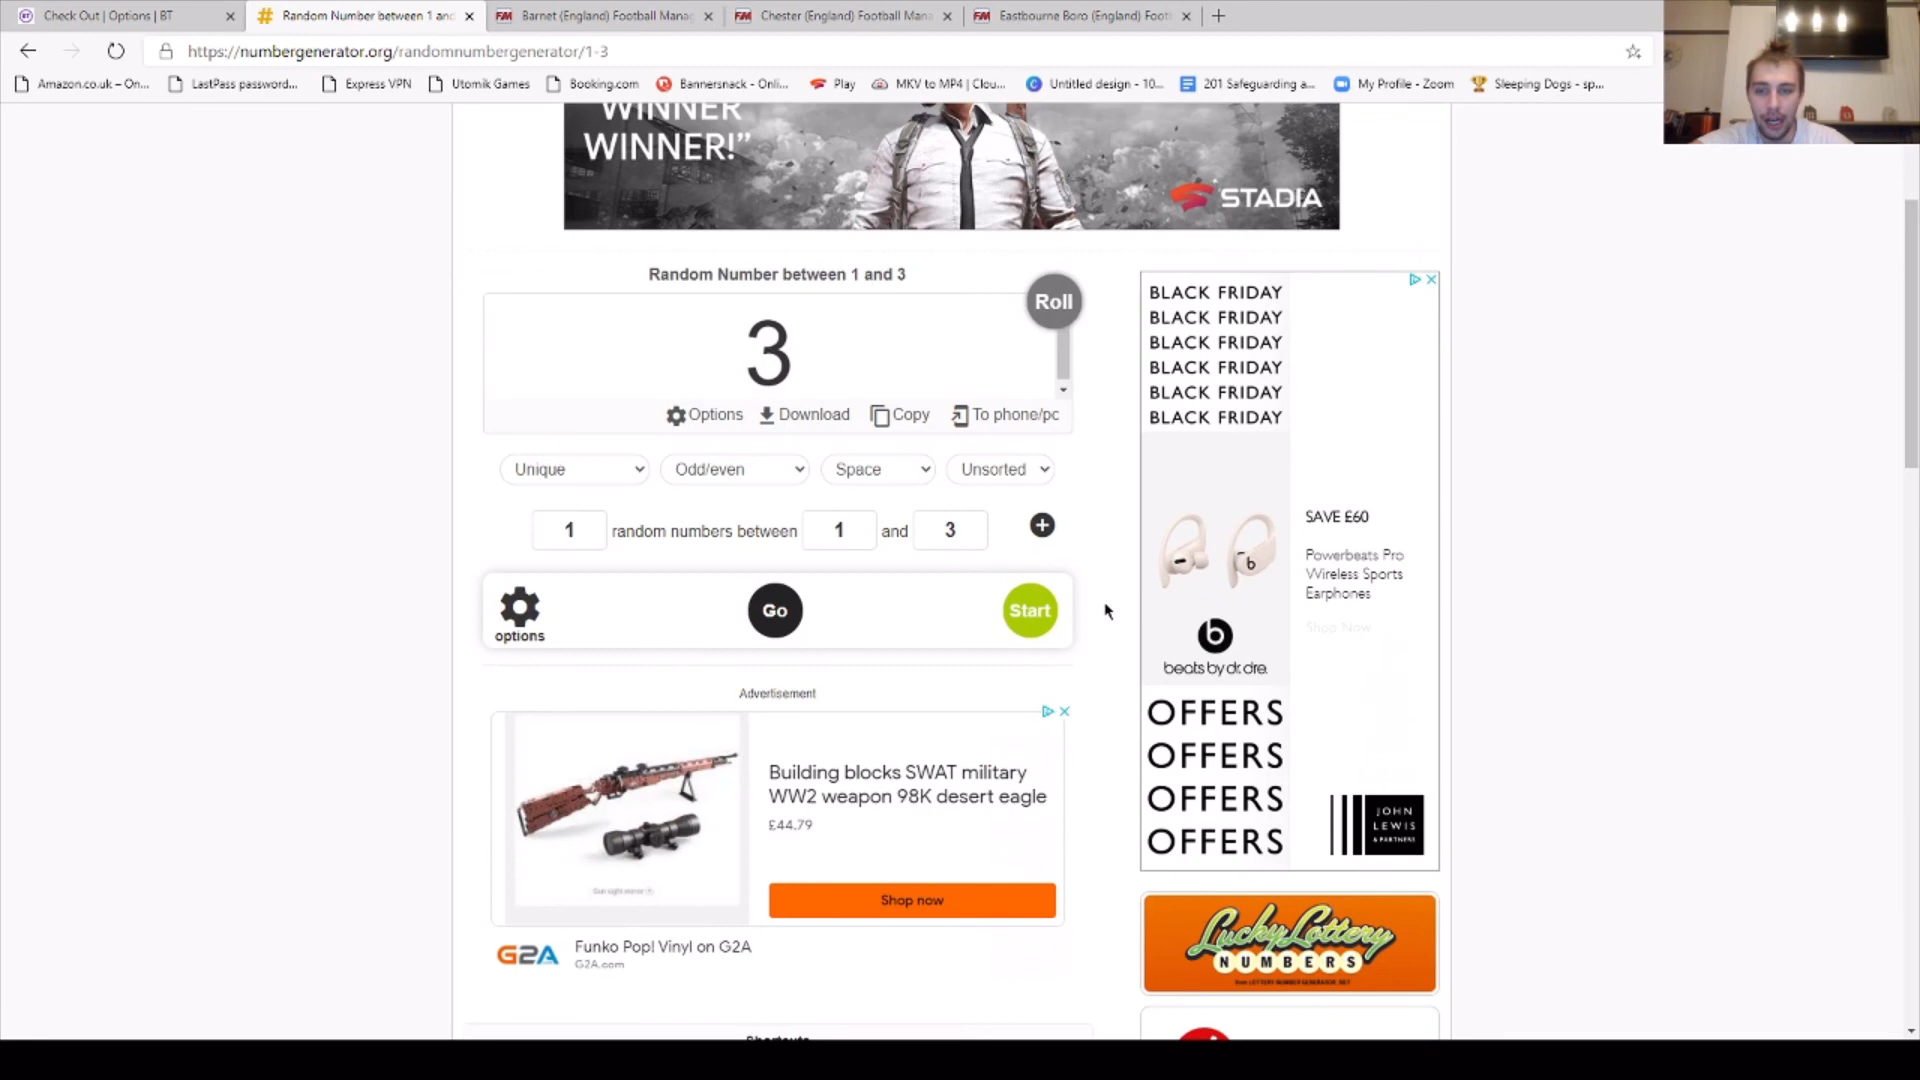 Check Out | Options | BT
Random Number between 1 and
Barnet (England) Football Mana
Chester (England) Football Mana
Eastbourne Boro (England) Foot
https://numbergenerator.org/randomnumbergenerator/1-3
Amazon.co.uk – On...
LastPass password...
Express VPN
Utomik Games
Booking.com
Bannersnack - Onli...
Play
MKV to MP4 | Clou...
Untitled design - 10...
201 Safeguarding a...
My Profile - Zoom
Sleeping Dogs - sp...
WINNER
WINNER!”
STADIA
Random Number between 1 and 3
Roll
3
Options Download Copy To phone/pc
Unique Odd/even Space Unsorted
1 random numbers between 1 and 3
options
Go
Start
Advertisement
Building blocks SWAT military
WW2 weapon 98K desert eagle
£44.79
Shop now
G2A
Funko Pop! Vinyl on G2A
G2A.com
BLACK FRIDAY
BLACK FRIDAY
BLACK FRIDAY
BLACK FRIDAY
BLACK FRIDAY
BLACK FRIDAY
SAVE £60
Powerbeats Pro
Wireless Sports
Earphones
Shop Now
beats by dr. dre.
OFFERS
OFFERS
OFFERS
OFFERS
JOHN
LEWIS
& PARTNERS
Lucky Lottery
NUMBERS
Shortcuts